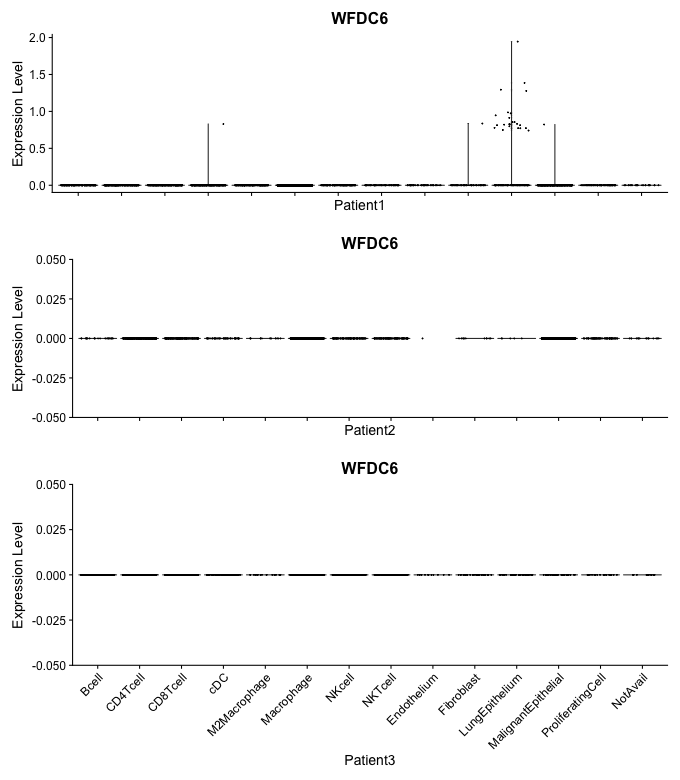 WFDC6
Expression Level
2.0
1.5
1.0
0.5
0.0
Patient1
WFDC6
Expression Level
0.050
0.025
0.000
-0.025
-0.050
Patient2
WFDC6
Expression Level
0.050
0.025
0.000
-0.025
-0.050
Bcell
CD4Tcell
CD8Tcell
cDC
M2Macrophage
Macrophage
NKcell
NKTcell
Endothelium
Fibroblast
LungEpithelium
MalignantEpithelial
ProliferatingCell
NotAvail
Patient3